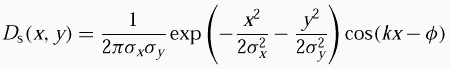 D_s(x, y) = \frac{1}{2\pi\sigma_x\sigma_y} \exp\left(-\frac{x^2}{2\sigma_x^2} - \frac{y^2}{2\sigma_y^2}\right) \cos(kx - \phi)